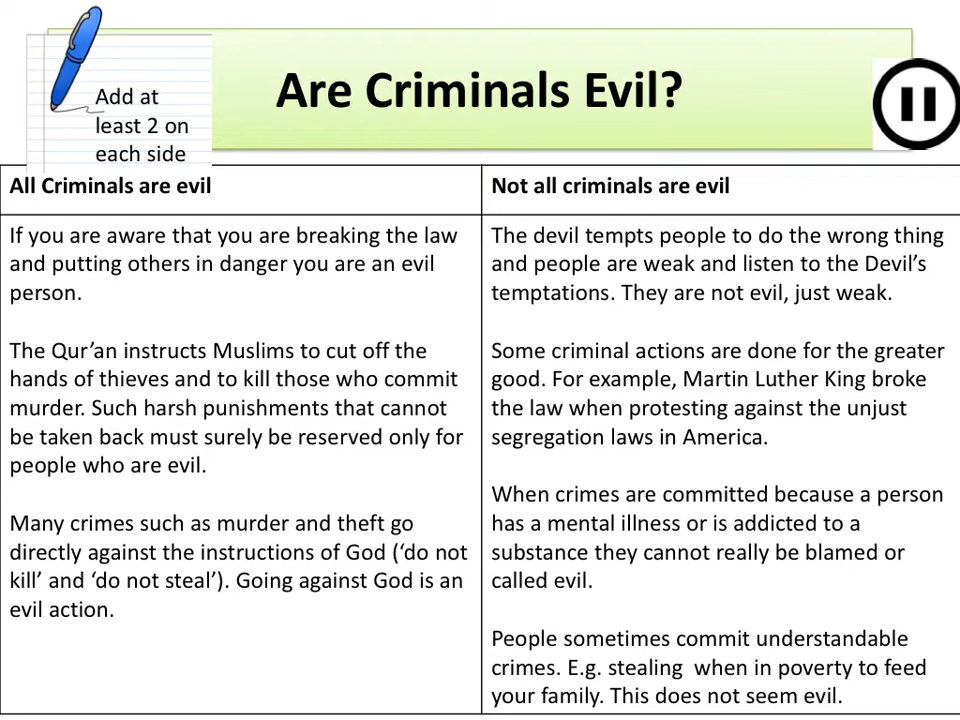 Add at
least 2 on
each side
Are Criminals Evil?
All Criminals are evil
If you are aware that you are breaking the law
and putting others in danger you are an evil
person.
The Qur’an instructs Muslims to cut off the
hands of thieves and to kill those who commit
murder. Such harsh punishments that cannot
be taken back must surely be reserved only for
people who are evil.
Many crimes such as murder and theft go
directly against the instructions of God (‘do not
kill’ and ‘do not steal’). Going against God is an
evil action.
Not all criminals are evil
The devil tempts people to do the wrong thing
and people are weak and listen to the Devil’s
temptations. They are not evil, just weak.
Some criminal actions are done for the greater
good. For example, Martin Luther King broke
the law when protesting against the unjust
segregation laws in America.
When crimes are committed because a person
has a mental illness or is addicted to a
substance they cannot really be blamed or
called evil.
People sometimes commit understandable
crimes. E.g. stealing  when in poverty to feed
your family. This does not seem evil.